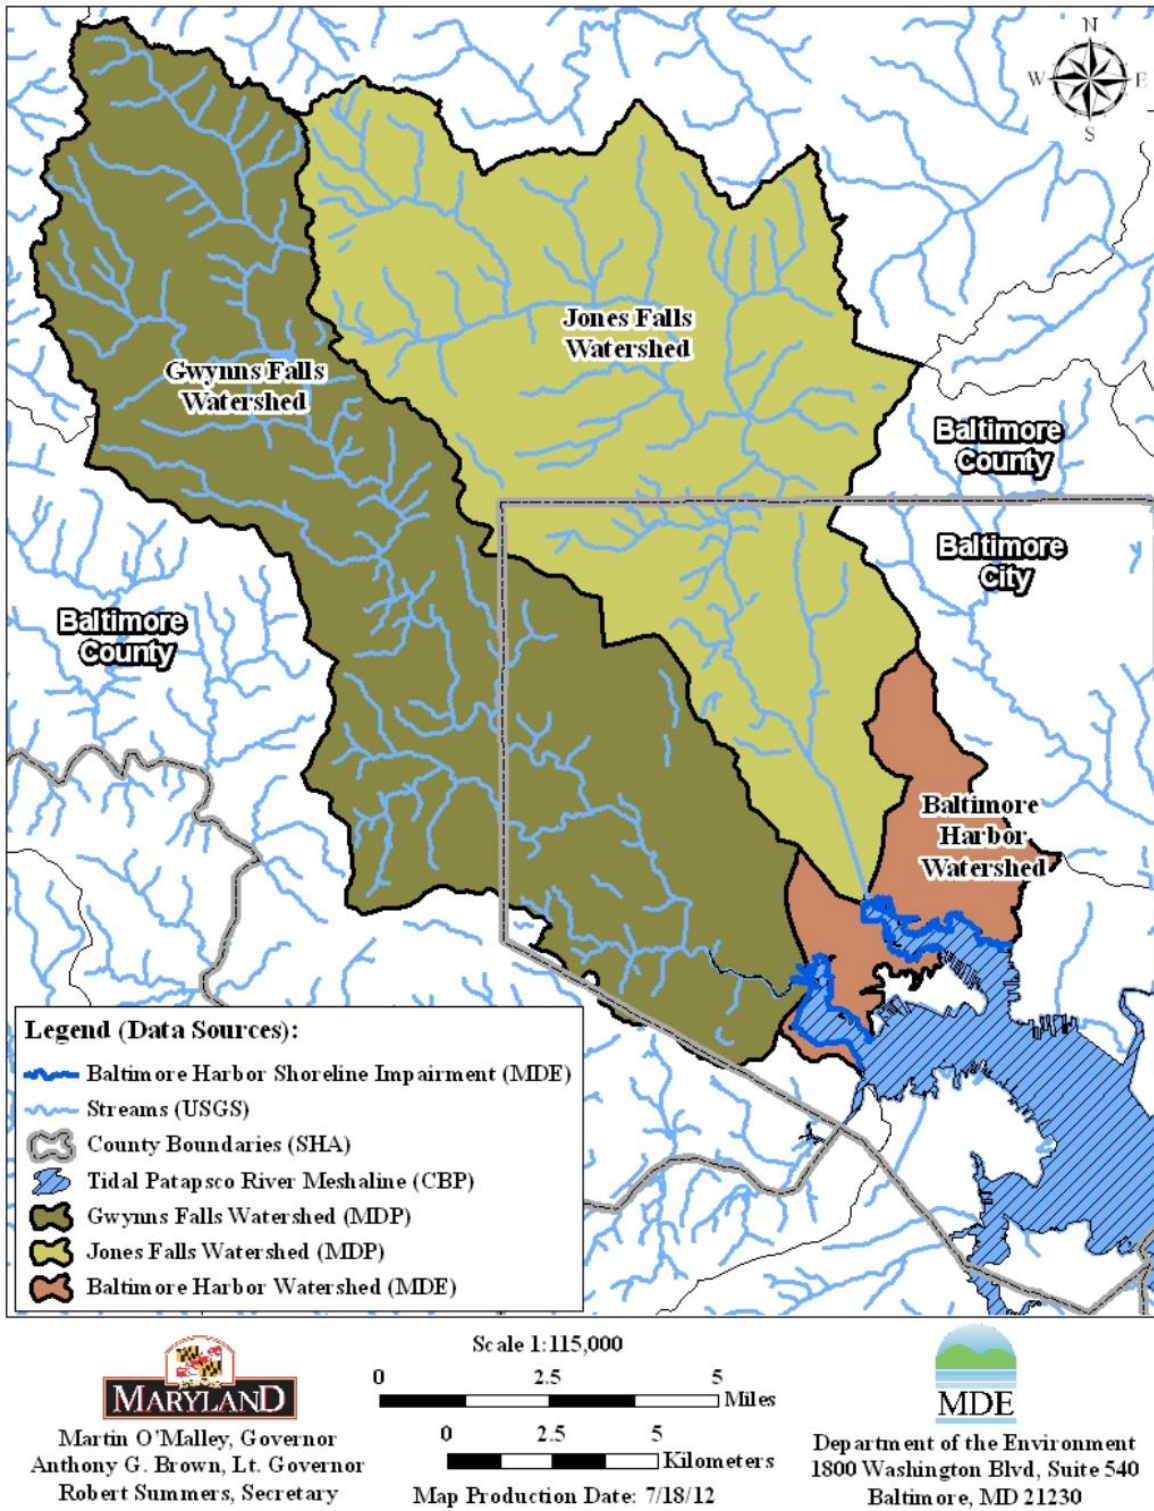 N
W
E
S
Jones Falls
Watershed
Gwynns Falls
Watershed
Baltimore
County
Baltimore
City
Baltimore
County
Baltimore
Harbor
Watershed
Legend (Data Sources):
Baltimore Harbor Shoreline Impairment (MDE)
Streams (USGS)
County Boundaries (SHA)
Tidal Patapsco River Meshaline (CBP)
Gwynns Falls Watershed (MDP)
Jones Falls Watershed (MDP)
Baltimore Harbor Watershed (MDE)
MARYLAND
Martin O'Malley, Governor
Anthony G. Brown, Lt. Governor
Robert Summers, Secretary
Scale 1:115,000
0 2.5 5
Miles
0 2.5 5
Kilometers
Map Production Date: 7/18/12
MDE
Department of the Environment
1800 Washington Blvd, Suite 540
Baltimore, MD 21230